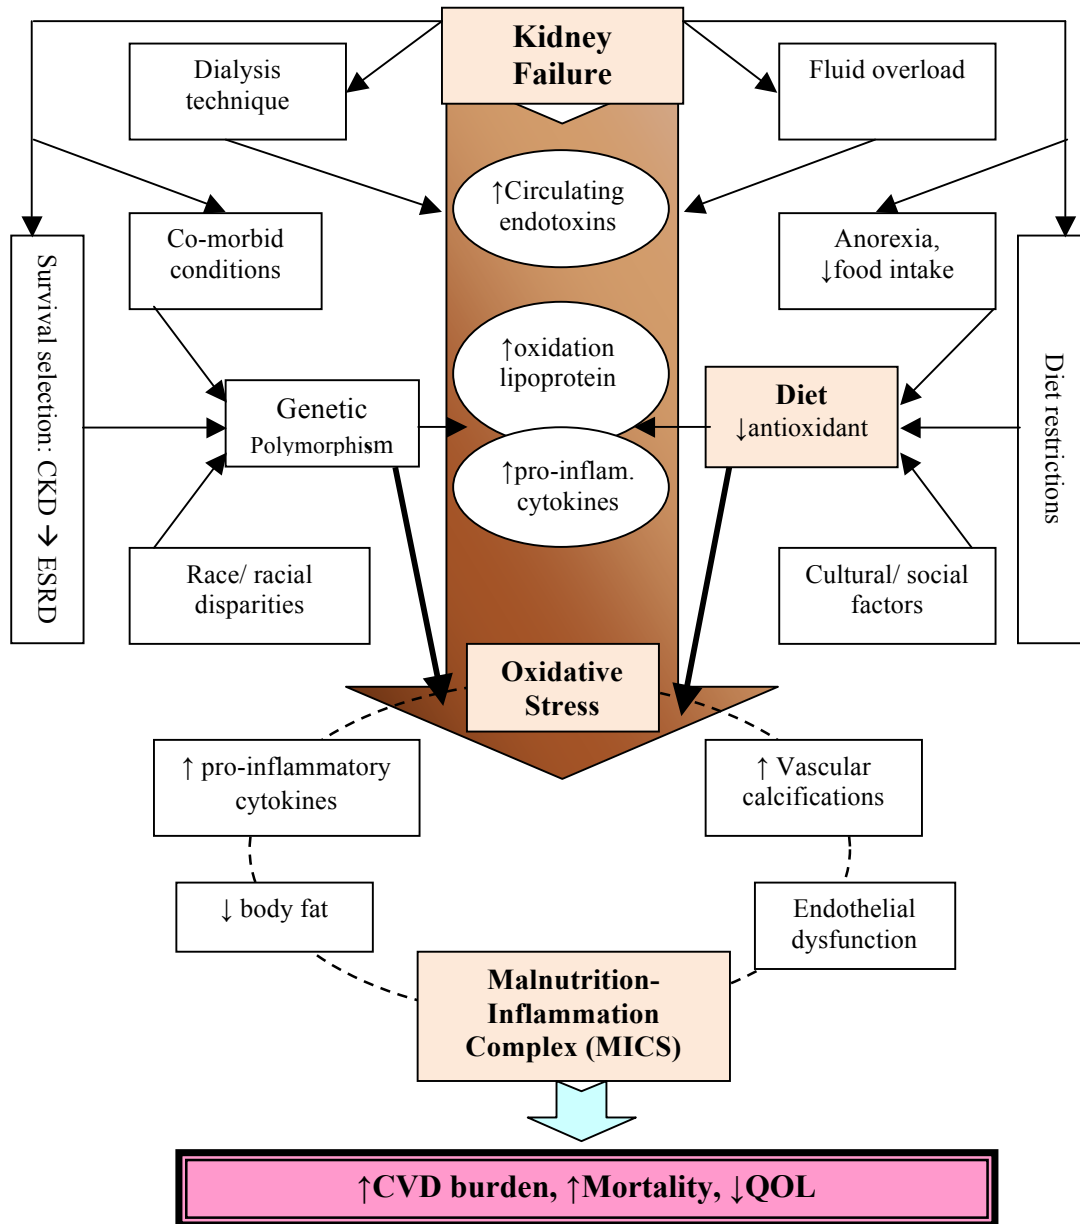 Kidney
Failure
Dialysis
technique
Fluid overload
↑Circulating
endotoxins
Co-morbid
conditions
Anorexia,
↓food intake
Survival selection: CKD → ESRD
Diet restrictions
↑oxidation
lipoprotein
Genetic
Polymorphism
Diet
↓antioxidant
↑pro-inflam.
cytokines
Race/ racial
disparities
Cultural/ social
factors
Oxidative
Stress
↑ pro-inflammatory
cytokines
↑ Vascular
calcifications
↓ body fat
Endothelial
dysfunction
Malnutrition-
Inflammation
Complex (MICS)
↑CVD burden, ↑Mortality, ↓QOL